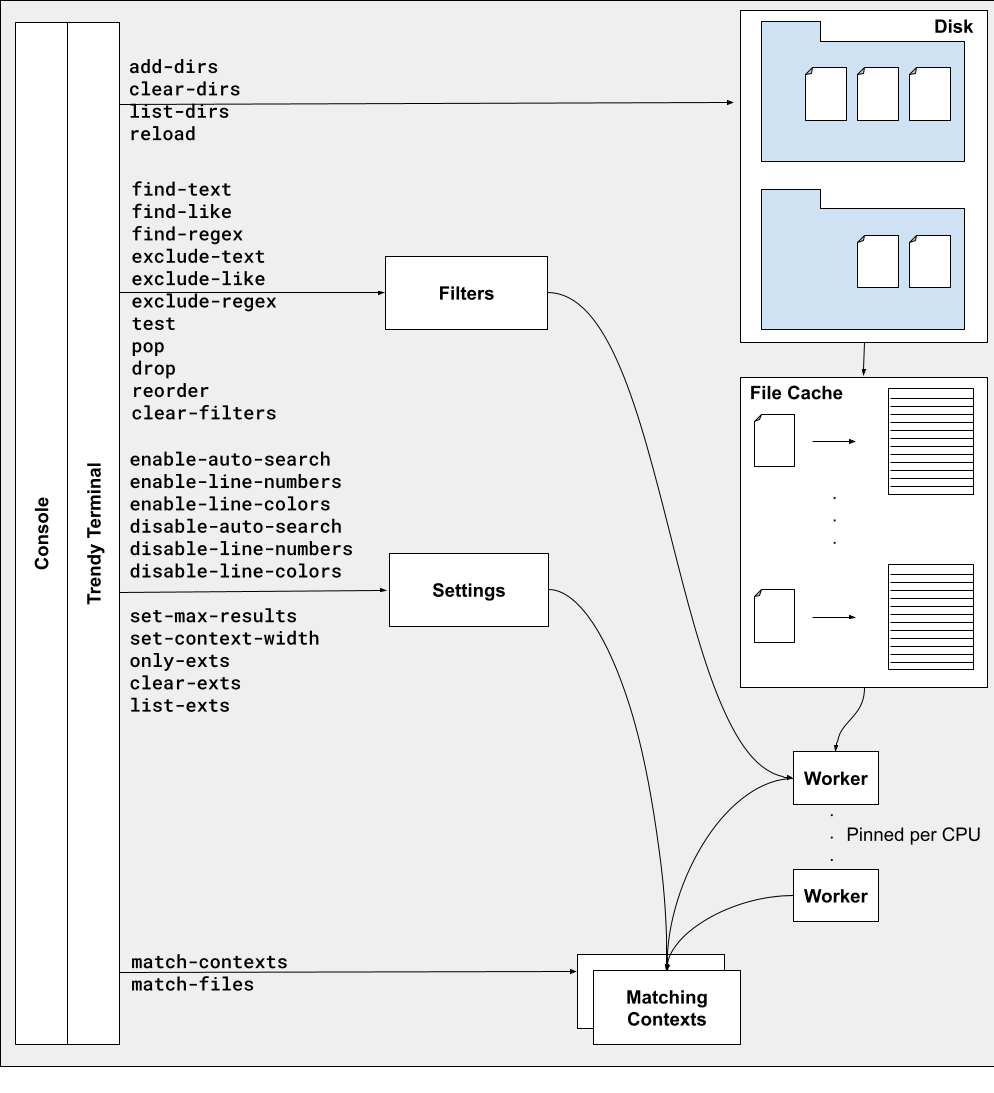 Console
Trendy Terminal
add-dirs
clear-dirs
list-dirs
reload
find-text
find-like
find-regex
exclude-text
exclude-like
exclude-regex
test
pop
drop
reorder
clear-filters
enable-auto-search
enable-line-numbers
enable-line-colors
disable-auto-search
disable-line-numbers
disable-line-colors
set-max-results
set-context-width
only-exts
clear-exts
list-exts
match-contexts
match-files
Filters
Settings
Disk
File Cache
Worker
Pinned per CPU
Worker
Matching
Contexts